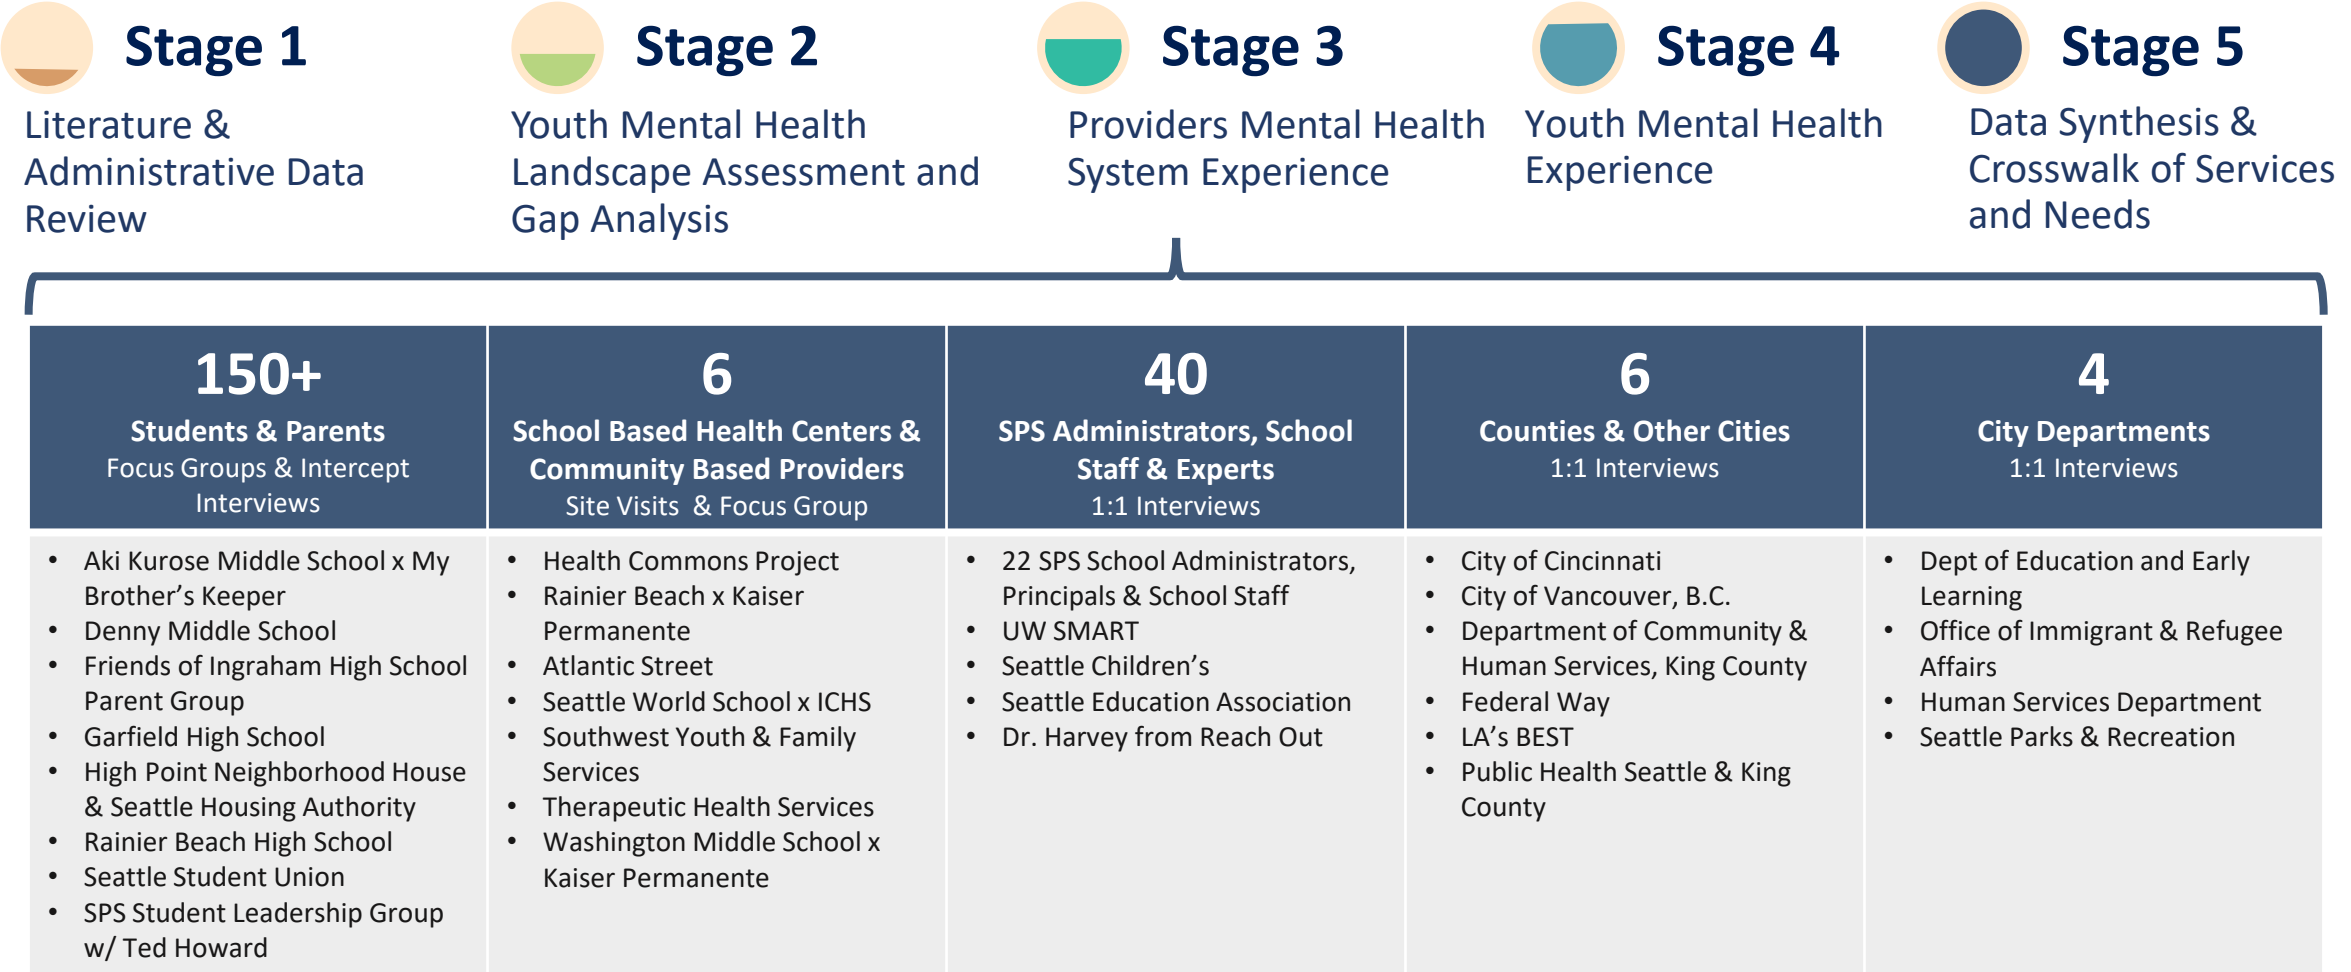 Stage 1
Literature &
Administrative Data
Review
Stage 2
Youth Mental Health
Landscape Assessment and
Gap Analysis
Stage 3
Providers Mental Health
System Experience
Stage 4
Youth Mental Health
Experience
Stage 5
Data Synthesis &
Crosswalk of Services
and Needs
150+
Students & Parents
Focus Groups & Intercept
Interviews
• Aki Kurose Middle School x My
Brother’s Keeper
• Denny Middle School
• Friends of Ingraham High School
Parent Group
• Garfield High School
• High Point Neighborhood House
& Seattle Housing Authority
• Rainier Beach High School
• Seattle Student Union
• SPS Student Leadership Group
w/ Ted Howard
6
School Based Health Centers &
Community Based Providers
Site Visits & Focus Group
• Health Commons Project
• Rainier Beach x Kaiser
Permanente
• Atlantic Street
• Seattle World School x ICHS
• Southwest Youth & Family
Services
• Therapeutic Health Services
• Washington Middle School x
Kaiser Permanente
40
SPS Administrators, School
Staff & Experts
1:1 Interviews
• 22 SPS School Administrators,
Principals & School Staff
• UW SMART
• Seattle Children’s
• Seattle Education Association
• Dr. Harvey from Reach Out
6
Counties & Other Cities
1:1 Interviews
• City of Cincinnati
• City of Vancouver, B.C.
• Department of Community &
Human Services, King County
• Federal Way
• LA’s BEST
• Public Health Seattle & King
County
4
City Departments
1:1 Interviews
• Dept of Education and Early
Learning
• Office of Immigrant & Refugee
Affairs
• Human Services Department
• Seattle Parks & Recreation